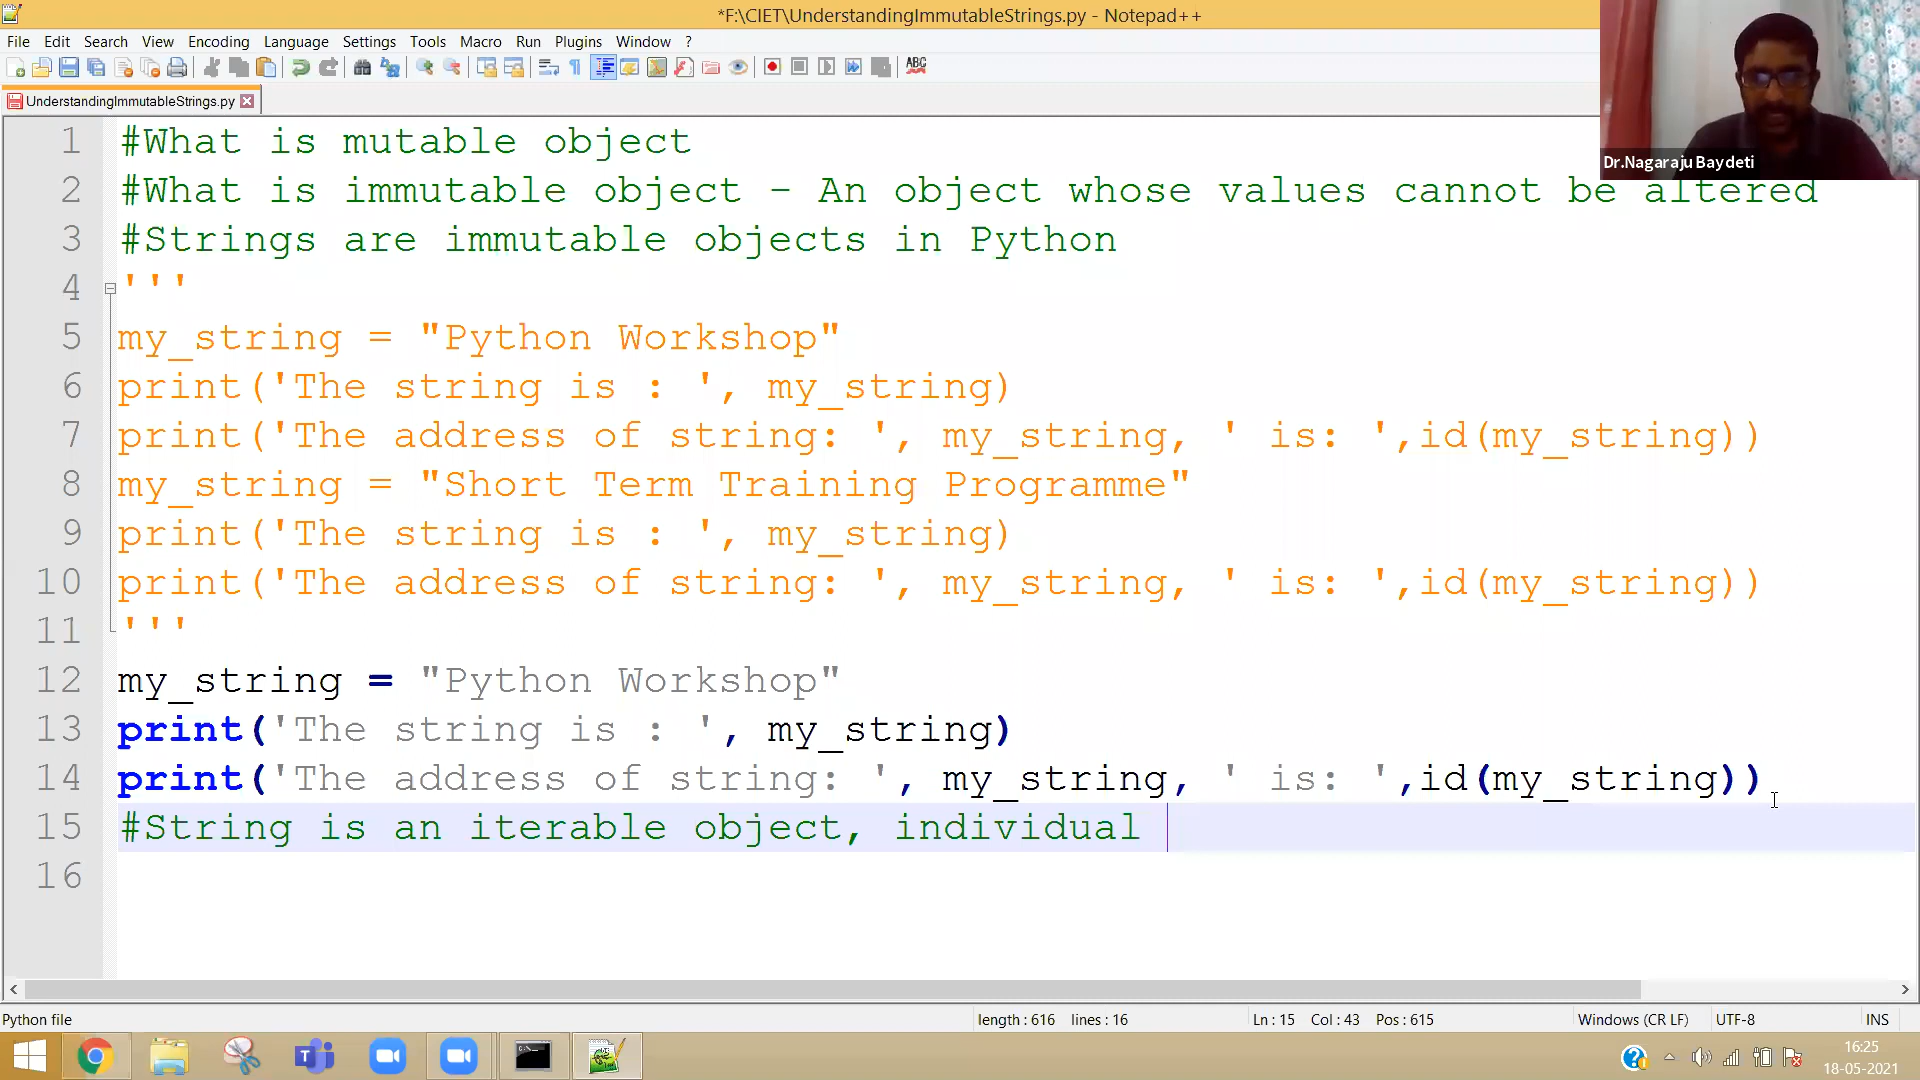 *F:\CIET\UnderstandingImmutableStrings.py - Notepad++
File Edit Search View Encoding Language Settings Tools Macro Run Plugins Window ?
ABC
UnderstandingImmutableStrings.py
Dr.Nagaraju Baydeti
1 #What is mutable object
2 #What is immutable object - An object whose values cannot be altered
3 #Strings are immutable objects in Python
4 '''
5 my_string = "Python Workshop"
6 print('The string is : ', my_string)
7 print('The address of string: ', my_string, ' is: ',id(my_string))
8 my_string = "Short Term Training Programme"
9 print('The string is : ', my_string)
10 print('The address of string: ', my_string, ' is: ',id(my_string))
11 '''
12 my_string = "Python Workshop"
13 print('The string is : ', my_string)
14 print('The address of string: ', my_string, ' is: ',id(my_string))
15 #String is an iterable object, individual
16
Python file length : 616 lines : 16 Ln : 15 Col : 43 Pos : 615 Windows (CR LF) UTF-8 INS
16:25
18-05-2021